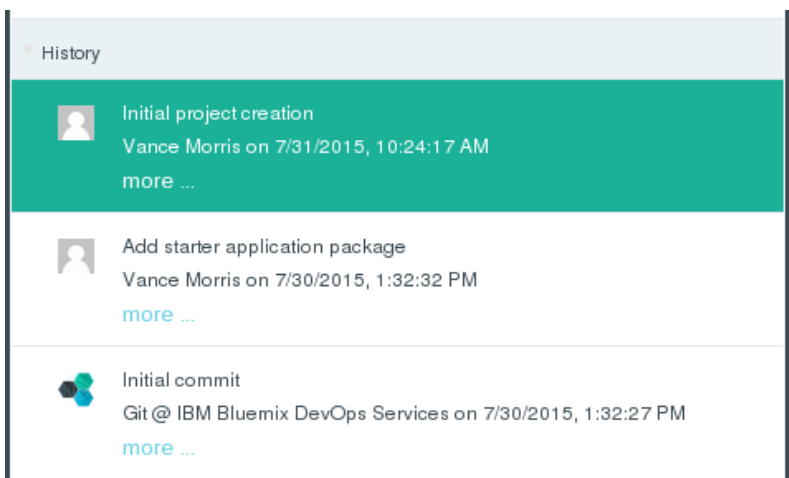 History
Initial project creation
Vance Morris on 7/31/2015, 10:24:17 AM
more ...
Add starter application package
Vance Morris on 7/30/2015, 1:32:32 PM
more ...
Initial commit
Git @ IBM Bluemix DevOps Services on 7/30/2015, 1:32:27 PM
more ...